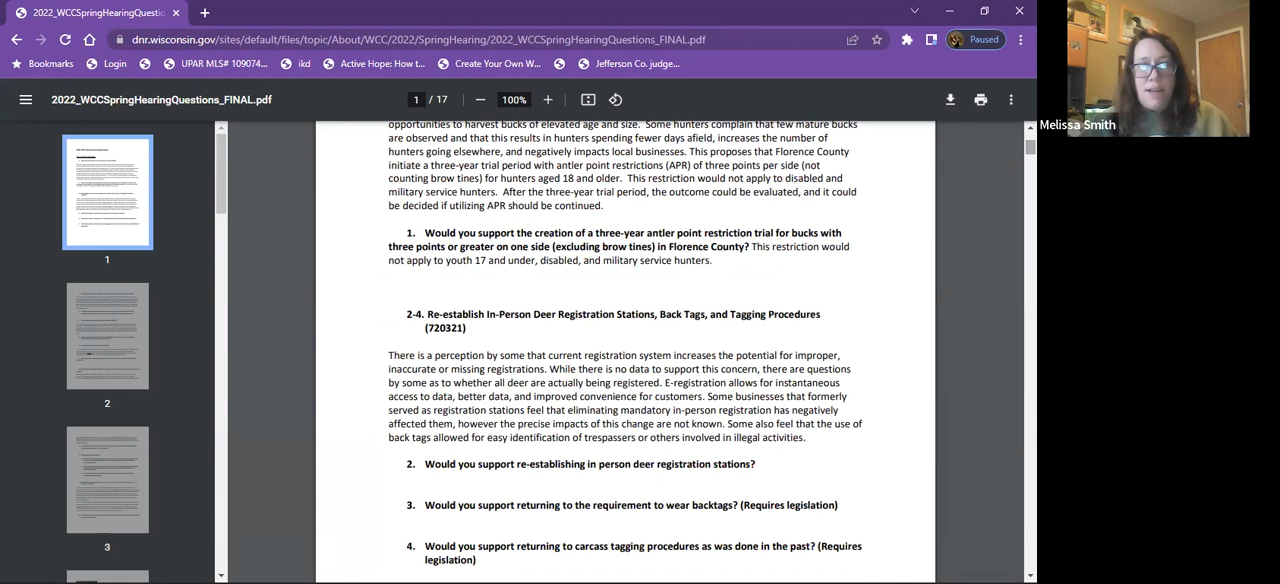 2022_WCCSpringHearingQuestio
dnr.wisconsin.gov/sites/default/files/topic/About/WCC/2022/SpringHearing/2022_WCCSpringHearingQuestions_FINAL.pdf
Paused
Bookmarks Login UPAR MLS# 109074... ikd Active Hope: How t... Create Your Own W... Jefferson Co. judge...
2022_WCCSpringHearingQuestions_FINAL.pdf 1 / 17 100%
Melissa Smith
opportunities to harvest bucks of elevated age and size. Some hunters complain that few mature bucks
are observed and that this results in hunters spending fewer days afield, increases the number of
hunters going elsewhere, and negatively impacts local businesses. This proposes that Florence County
initiate a three-year trial period with antler point restrictions (APR) of three points per side (not
counting brow tines) for hunters aged 18 and older. This restriction would not apply to disabled and
military service hunters. After the three-year trial period, the outcome could be evaluated, and it could
be decided if utilizing APR should be continued.
1. Would you support the creation of a three-year antler point restriction trial for bucks with
three points or greater on one side (excluding brow tines) in Florence County? This restriction would
not apply to youth 17 and under, disabled, and military service hunters.
2-4. Re-establish In-Person Deer Registration Stations, Back Tags, and Tagging Procedures
(720321)
There is a perception by some that current registration system increases the potential for improper,
inaccurate or missing registrations. While there is no data to support this concern, there are questions
by some as to whether all deer are actually being registered. E-registration allows for instantaneous
access to data, better data, and improved convenience for customers. Some businesses that formerly
served as registration stations feel that eliminating mandatory in-person registration has negatively
affected them, however the precise impacts of this change are not known. Some also feel that the use of
back tags allowed for easy identification of trespassers or others involved in illegal activities.
2. Would you support re-establishing in person deer registration stations?
3. Would you support returning to the requirement to wear backtags? (Requires legislation)
4. Would you support returning to carcass tagging procedures as was done in the past? (Requires
legislation)
1
2
3